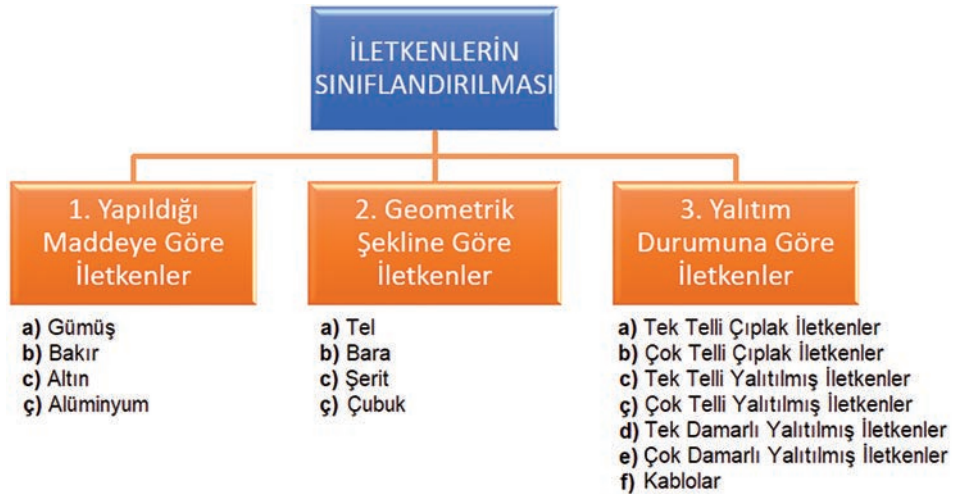 İLETKENLERİN
SINIFLANDIRILMASI
1. Yapıldığı
Maddeye Göre
İletkenler
a) Gümüş
b) Bakır
c) Altın
ç) Alüminyum
2. Geometrik
Şekline Göre
İletkenler
a) Tel
b) Bara
c) Şerit
ç) Çubuk
3. Yalıtım
Durumuna Göre
İletkenler
a) Tek Telli Çıplak İletkenler
b) Çok Telli Çıplak İletkenler
c) Tek Telli Yalıtılmış İletkenler
ç) Çok Telli Yalıtılmış İletkenler
d) Tek Damarlı Yalıtılmış İletkenler
e) Çok Damarlı Yalıtılmış İletkenler
f) Kablolar